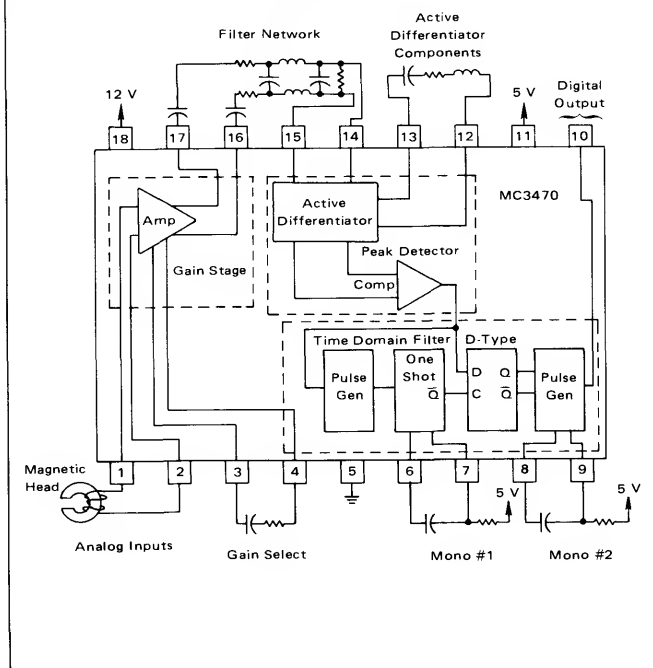 Filter Network
Active
Differentiator
Components
12 V
5 V
Digital
Output
18
17
16
15
14
13
12
11
10
MC3470
Amp
Gain Stage
Active
Differentiator
Peak Detector
Comp
Time Domain Filter
D-Type
Pulse
Gen
One
Shot
Q̅
D
Q
C
Q̅
Pulse
Gen
1
2
3
4
5
6
7
8
9
Magnetic
Head
5 V
5 V
Analog Inputs
Gain Select
Mono #1
Mono #2